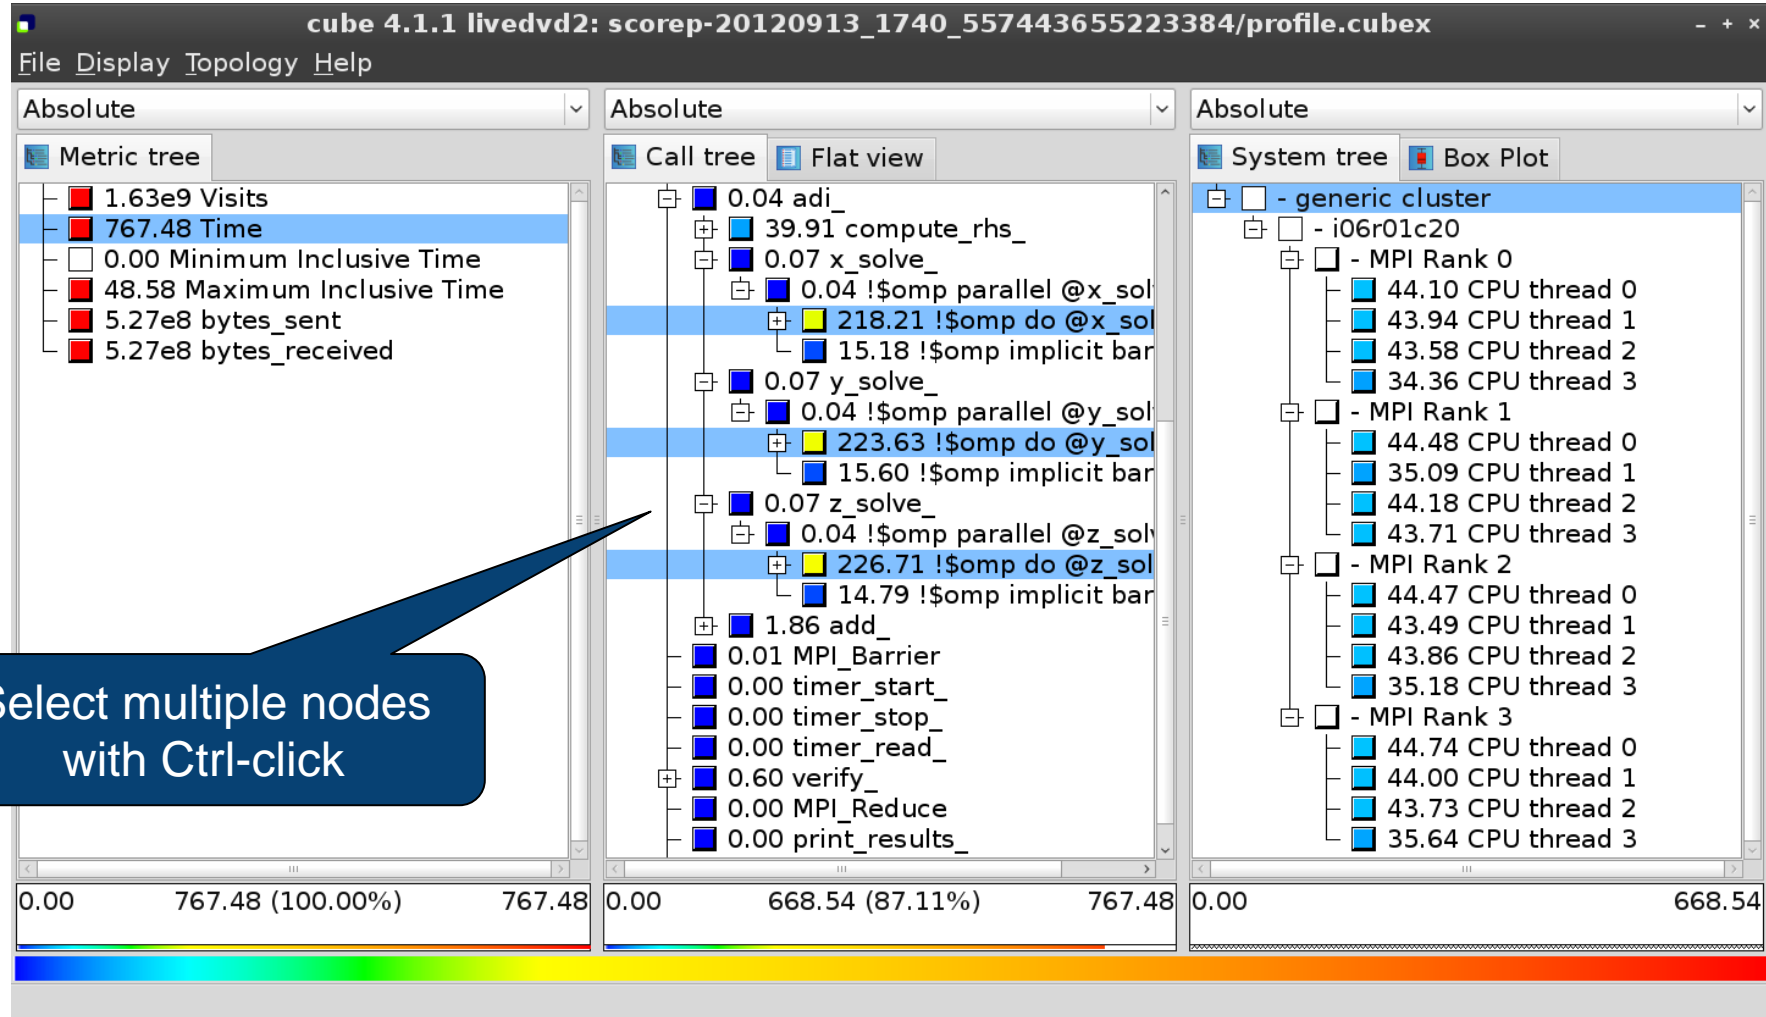 cube 4.1.1 livedvd2: scorep-20120913_1740_557443655223384/profile.cubex
File Display Topology Help
Absolute
Metric tree
1.63e9 Visits
767.48 Time
0.00 Minimum Inclusive Time
48.58 Maximum Inclusive Time
5.27e8 bytes_sent
5.27e8 bytes_received
Select multiple nodes
with Ctrl-click
0.00 767.48 (100.00%) 767.48
Absolute
Call tree Flat view
0.04 adi_
39.91 compute_rhs_
0.07 x_solve_
0.04 !$omp parallel @x_sol
218.21 !$omp do @x_sol
15.18 !$omp implicit bar
0.07 y_solve_
0.04 !$omp parallel @y_sol
223.63 !$omp do @y_sol
15.60 !$omp implicit bar
0.07 z_solve_
0.04 !$omp parallel @z_solv
226.71 !$omp do @z_sol
14.79 !$omp implicit bar
1.86 add_
0.01 MPI_Barrier
0.00 timer_start_
0.00 timer_stop_
0.00 timer_read_
0.60 verify_
0.00 MPI_Reduce
0.00 print_results_
0.00 668.54 (87.11%) 767.48
Absolute
System tree Box Plot
- generic cluster
- i06r01c20
- MPI Rank 0
44.10 CPU thread 0
43.94 CPU thread 1
43.58 CPU thread 2
34.36 CPU thread 3
- MPI Rank 1
44.48 CPU thread 0
35.09 CPU thread 1
44.18 CPU thread 2
43.71 CPU thread 3
- MPI Rank 2
44.47 CPU thread 0
43.49 CPU thread 1
43.86 CPU thread 2
35.18 CPU thread 3
- MPI Rank 3
44.74 CPU thread 0
44.00 CPU thread 1
43.73 CPU thread 2
35.64 CPU thread 3
0.00 668.54